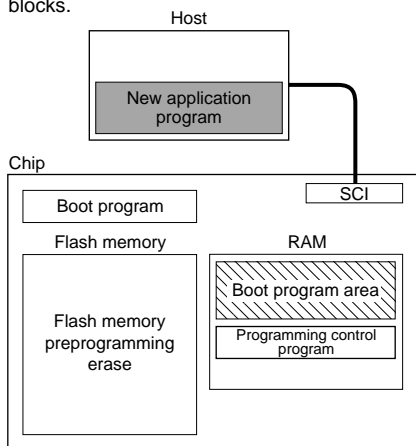 blocks.
Host
New application
program
Chip
SCI
Boot program
Flash memory
RAM
Flash memory
preprogramming
erase
Boot program area
Programming control
program